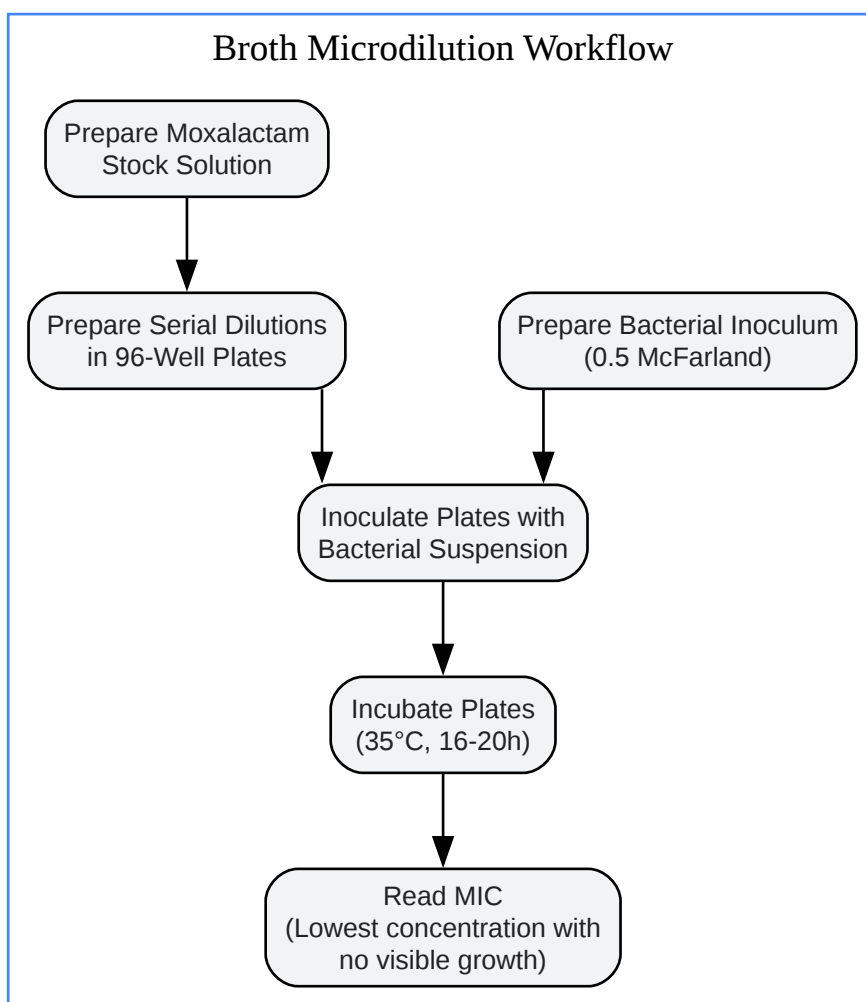 Broth Microdilution Workflow
Prepare Moxalactam
Stock Solution
Prepare Serial Dilutions
in 96-Well Plates
Prepare Bacterial Inoculum
(0.5 McFarland)
Inoculate Plates with
Bacterial Suspension
Incubate Plates
(35°C, 16-20h)
Read MIC
(Lowest concentration with
no visible growth)